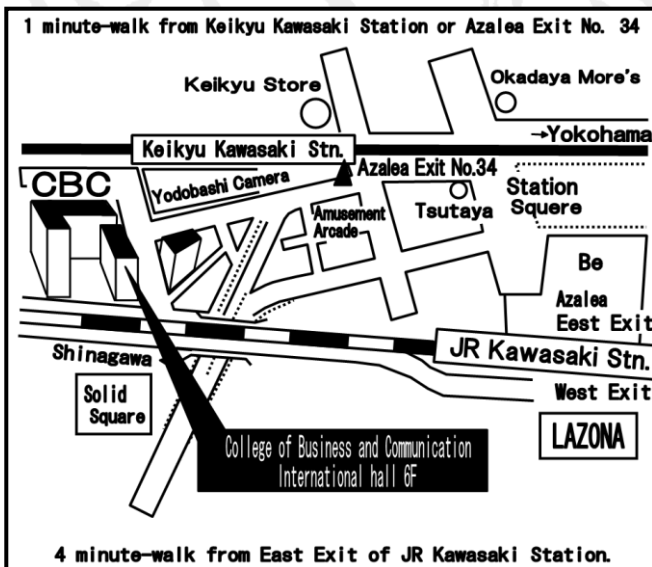 1 minute-walk from Keikyu Kawasaki Station or Azalea Exit No. 34
Keikyu Store
Okadaya More's
→Yokohama
Keikyu Kawasaki Stn.
CBC
Yodobashi Camera
Azalea Exit No.34
Station
Squere
Tsutaya
Amusement
Arcade
Be
Azalea
Eest Exit
JR Kawasaki Stn.
Shinagawa
West Exit
Solid
Square
LAZONA
College of Business and Communication
International hall 6F
4 minute-walk from East Exit of JR Kawasaki Station.